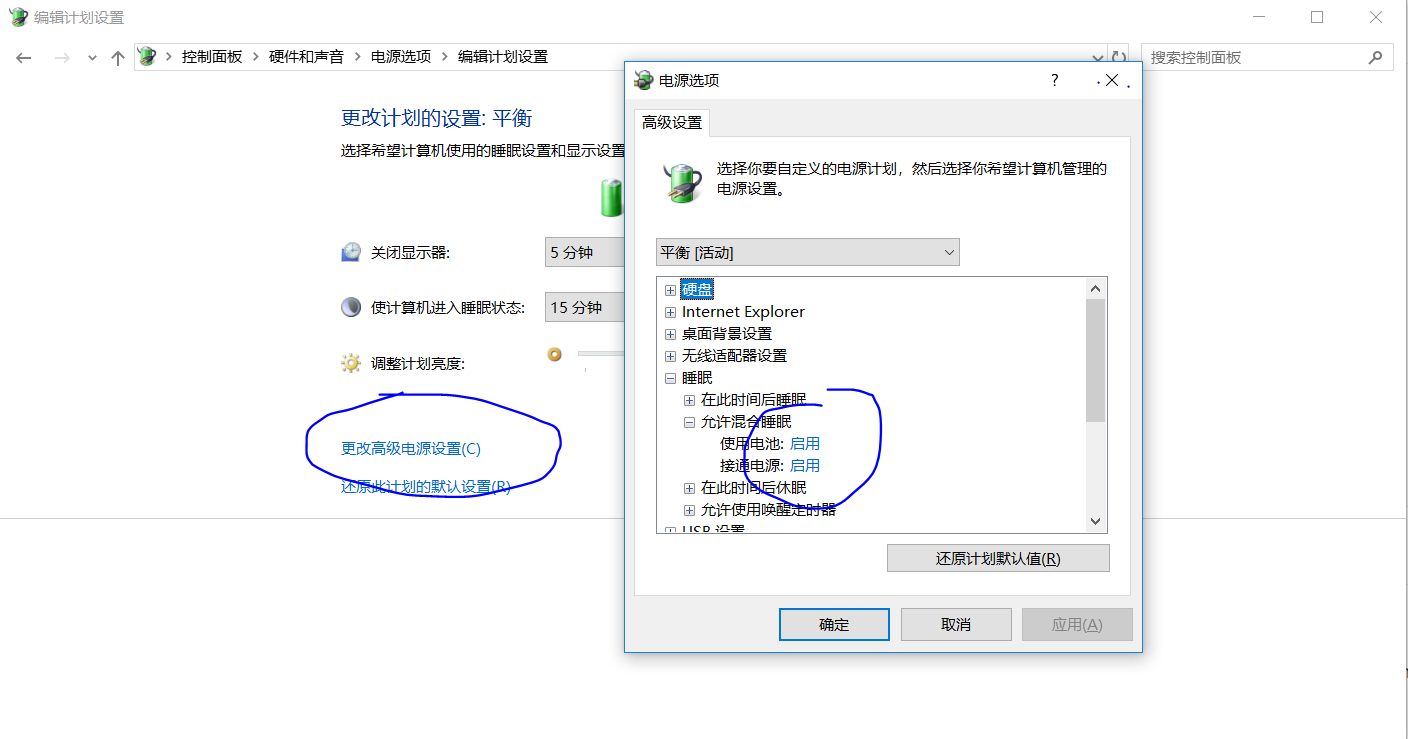 编辑计划设置
控制面板 硬件和声音 电源选项 编辑计划设置
搜索控制面板
更改计划的设置: 平衡
选择希望计算机使用的睡眠设置和显示设置
关闭显示器:
5 分钟
使计算机进入睡眠状态:
15 分钟
调整计划亮度:
更改高级电源设置(C)
还原此计划的默认设置(R)
电源选项
?
高级设置
选择你要自定义的电源计划，然后选择你希望计算机管理的
电源设置。
平衡 [活动]
硬盘
Internet Explorer
桌面背景设置
无线适配器设置
睡眠
在此时间后睡眠
允许混合睡眠
使用电池: 启用
接通电源: 启用
在此时间后休眠
允许使用唤醒定时器
USB 设置
还原计划默认值(R)
确定
取消
应用(A)